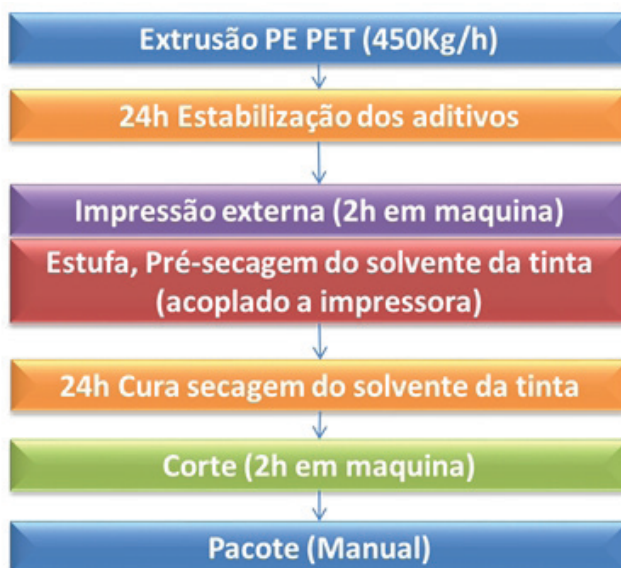 Extrusão PE PET (450Kg/h)
24h Estabilização dos aditivos
Impressão externa (2h em maquina)
Estufa, Pré-secagem do solvente da tinta
(acoplado a impressora)
24h Cura secagem do solvente da tinta
Corte (2h em maquina)
Pacote (Manual)